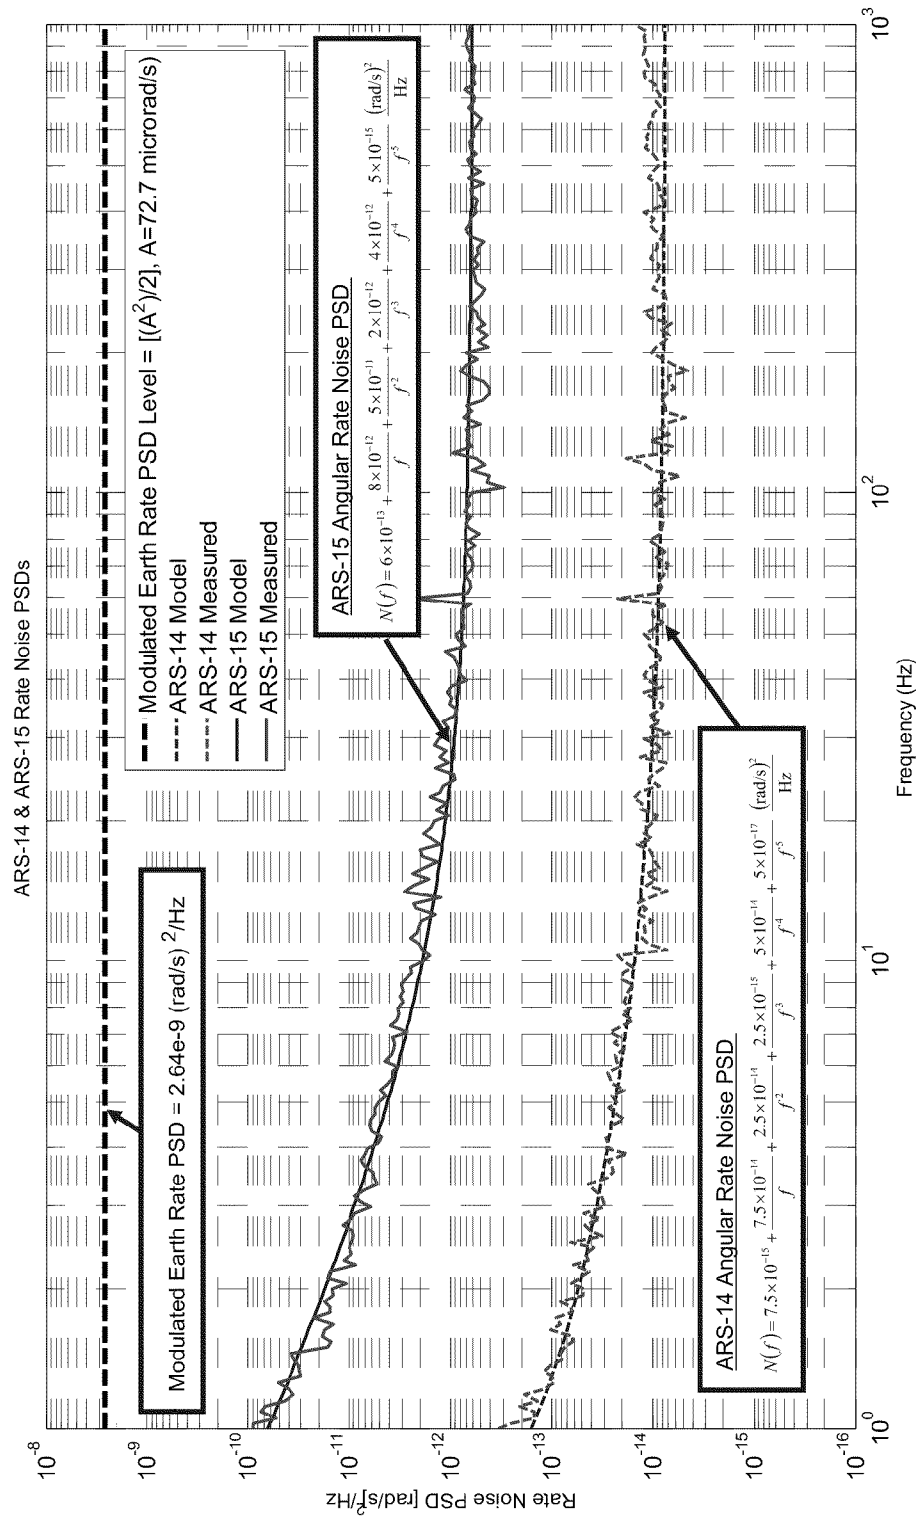 ARS-14 & ARS-15 Rate Noise PSDs
Rate Noise PSD [rad/s]²/Hz
10⁻⁸
10⁻⁹
10⁻¹⁰
10⁻¹¹
10⁻¹²
10⁻¹³
10⁻¹⁴
10⁻¹⁵
10⁻¹⁶
Modulated Earth Rate PSD = 2.64e-9 (rad/s) ²/Hz
Modulated Earth Rate PSD Level = [(A²)/2], A=72.7 microrad/s)
ARS-14 Model
ARS-14 Measured
ARS-15 Model
ARS-15 Measured
ARS-15 Angular Rate Noise PSD
N(f) = 6×10⁻¹³ + 8×10⁻¹²/f + 5×10⁻¹¹/f² + 2×10⁻¹²/f³ + 4×10⁻¹²/f⁴ + 5×10⁻¹⁵/f⁵ (rad/s)²/Hz
ARS-14 Angular Rate Noise PSD
N(f) = 7.5×10⁻¹⁵ + 7.5×10⁻¹⁴/f + 2.5×10⁻¹⁴/f² + 2.5×10⁻¹⁵/f³ + 5×10⁻¹⁴/f⁴ + 5×10⁻¹⁷/f⁵ (rad/s)²/Hz
10⁰
10¹
10²
10³
Frequency (Hz)